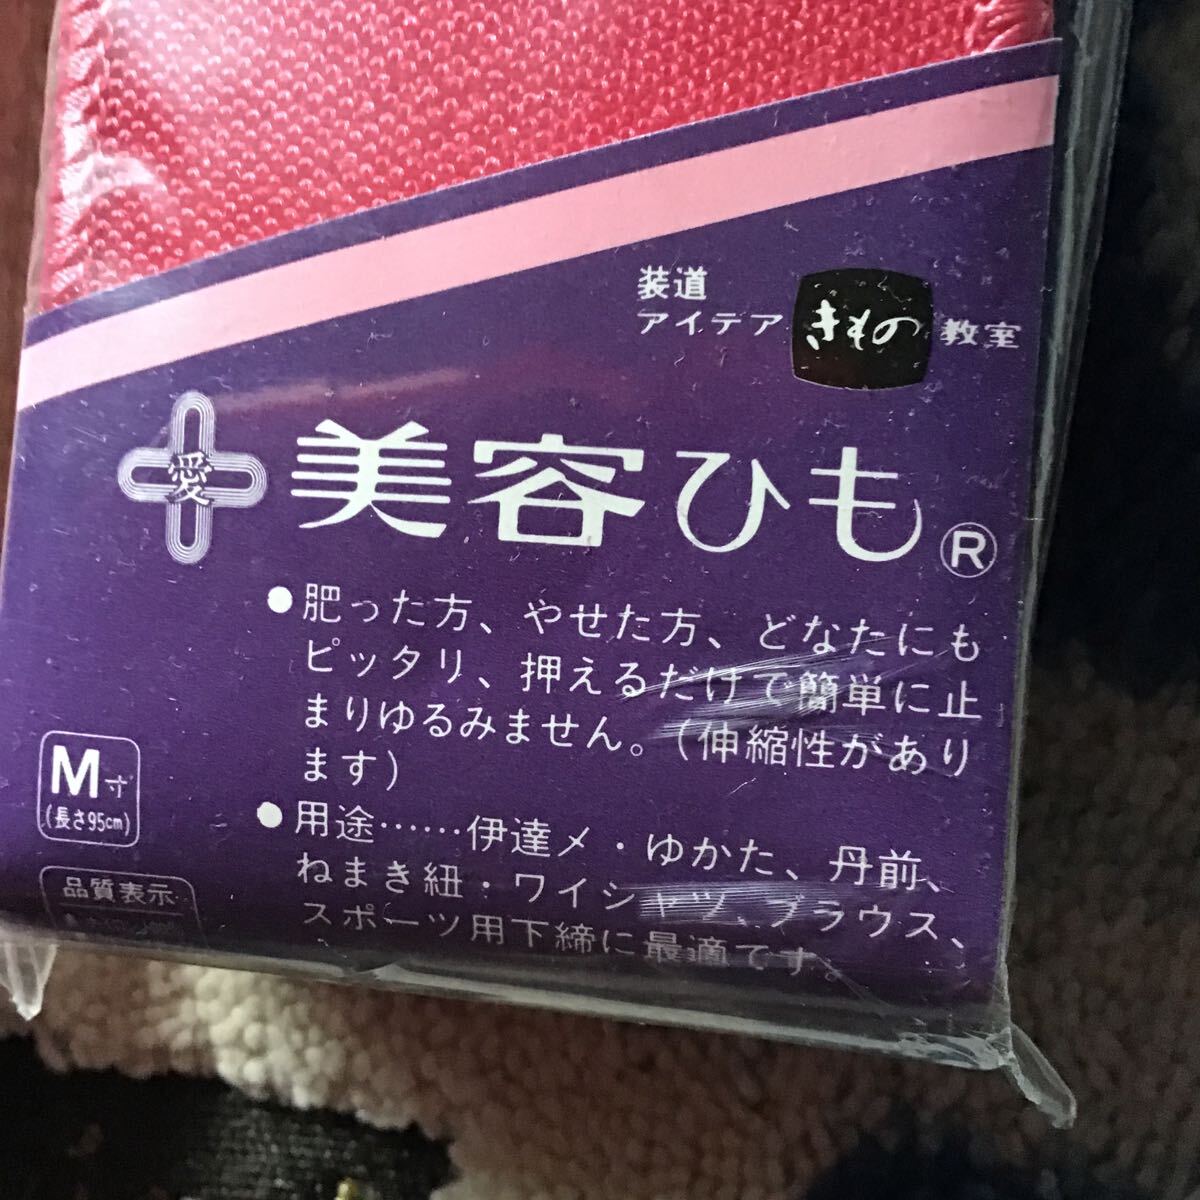 装道
アイデア きもの 教室
愛 美容ひも®
●肥った方、やせた方、どなたにも
ピッタリ、押えるだけで簡単に止
まりゆるみません。(伸縮性があり
ます)
●用途……伊達〆・ゆかた、丹前、
ねまき紐・ワイシャツ、ブラウス、
スポーツ用下締に最適です。
M寸
(長さ95cm)
品質表示